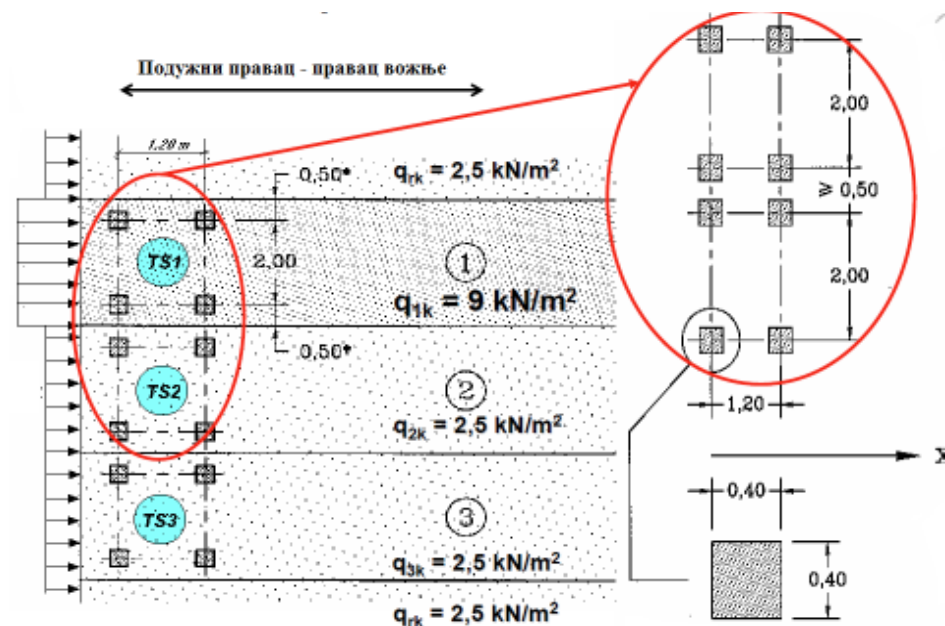 Подужни правац - правац вожње
1,20 m
0,50*
q_rk = 2,5 kN/m²
TS1
2,00
1
q_1k = 9 kN/m²
0,50*
TS2
2
q_2k = 2,5 kN/m²
TS3
3
q_3k = 2,5 kN/m²
q_rk = 2,5 kN/m²
2,00
W 0,50
2,00
1,20
X
0,40
0,40